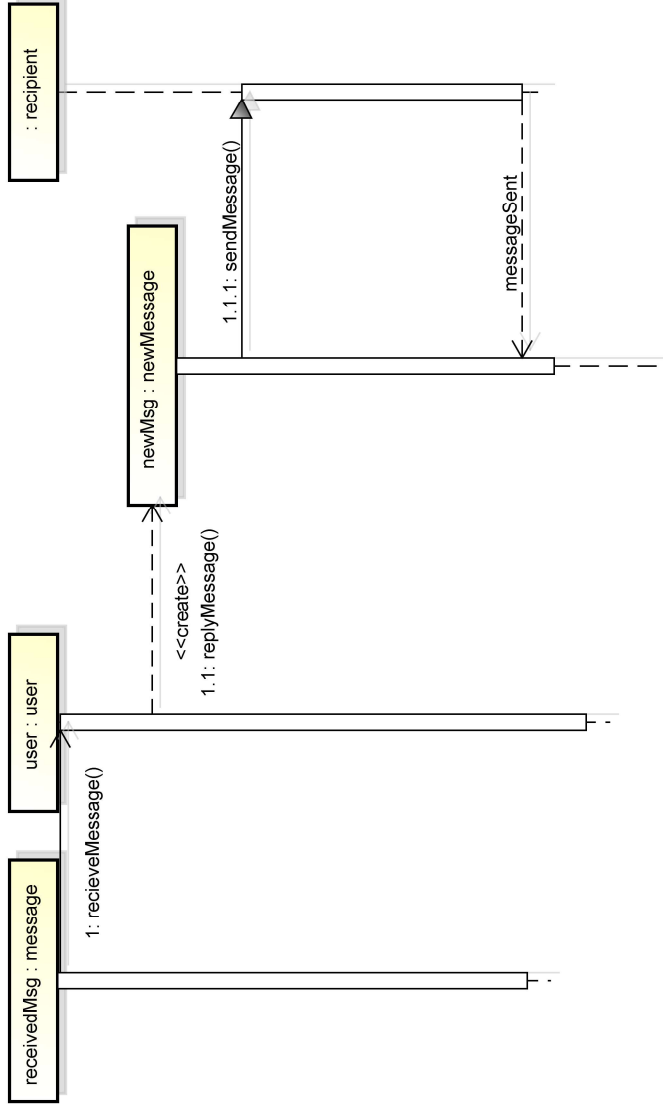 receivedMsg : message
user : user
newMsg : newMessage
: recipient
1: recieveMessage()
<<create>>
1.1: replyMessage()
1.1.1: sendMessage()
messageSent